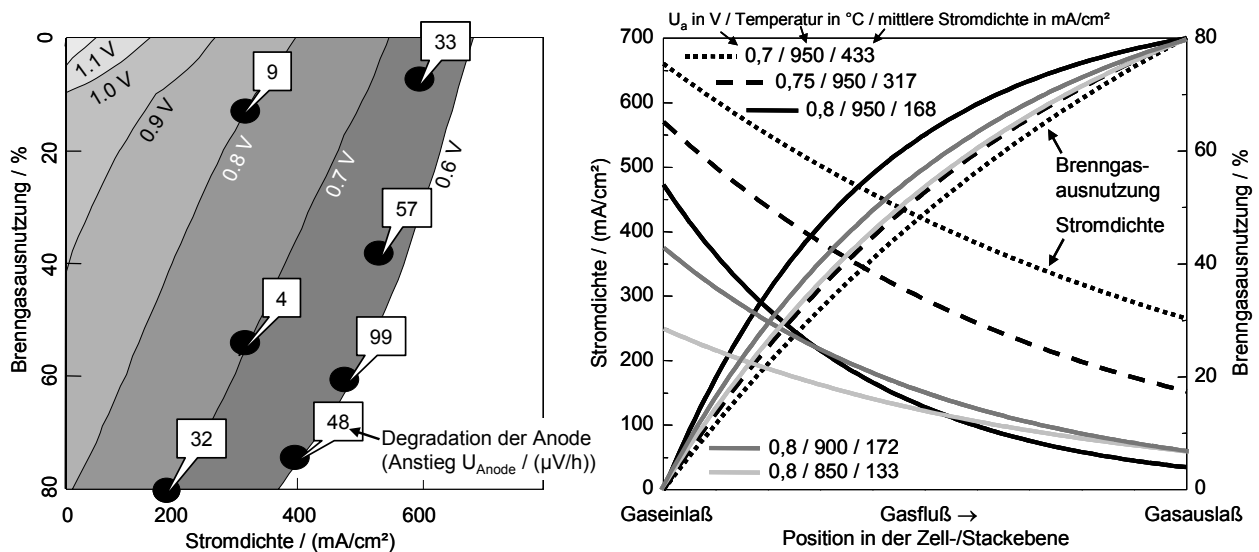 0
20
40
60
80
Brenngasausnutzung / %
0
200
400
600
Stromdichte / (mA/cm²)
1.1 V
1.0 V
0.9 V
0.8 V
0.7 V
0.6 V
33
9
57
4
99
48
32
Degradation der Anode
(Anstieg U_Anode / (µV/h))
U_a in V / Temperatur in °C / mittlere Stromdichte in mA/cm²
0,7 / 950 / 433
0,75 / 950 / 317
0,8 / 950 / 168
Brenngas-
ausnutzung
Stromdichte
0,8 / 900 / 172
0,8 / 850 / 133
700
600
500
400
300
200
100
0
Stromdichte / (mA/cm²)
80
60
40
20
0
Brenngasausnutzung / %
Gaseinlaß
Gasfluß →
Gasauslaß
Position in der Zell-/Stackebene